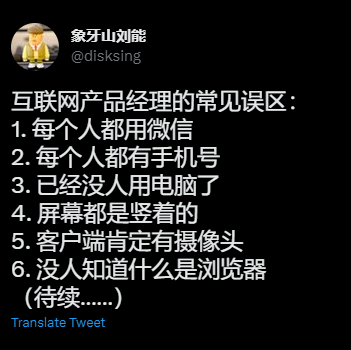 象牙山刘能
@disksing
互联网产品经理的常见误区：
1. 每个人都用微信
2. 每个人都有手机号
3. 已经没人用电脑了
4. 屏幕都是竖着的
5. 客户端肯定有摄像头
6. 没人知道什么是浏览器
（待续......）
Translate Tweet